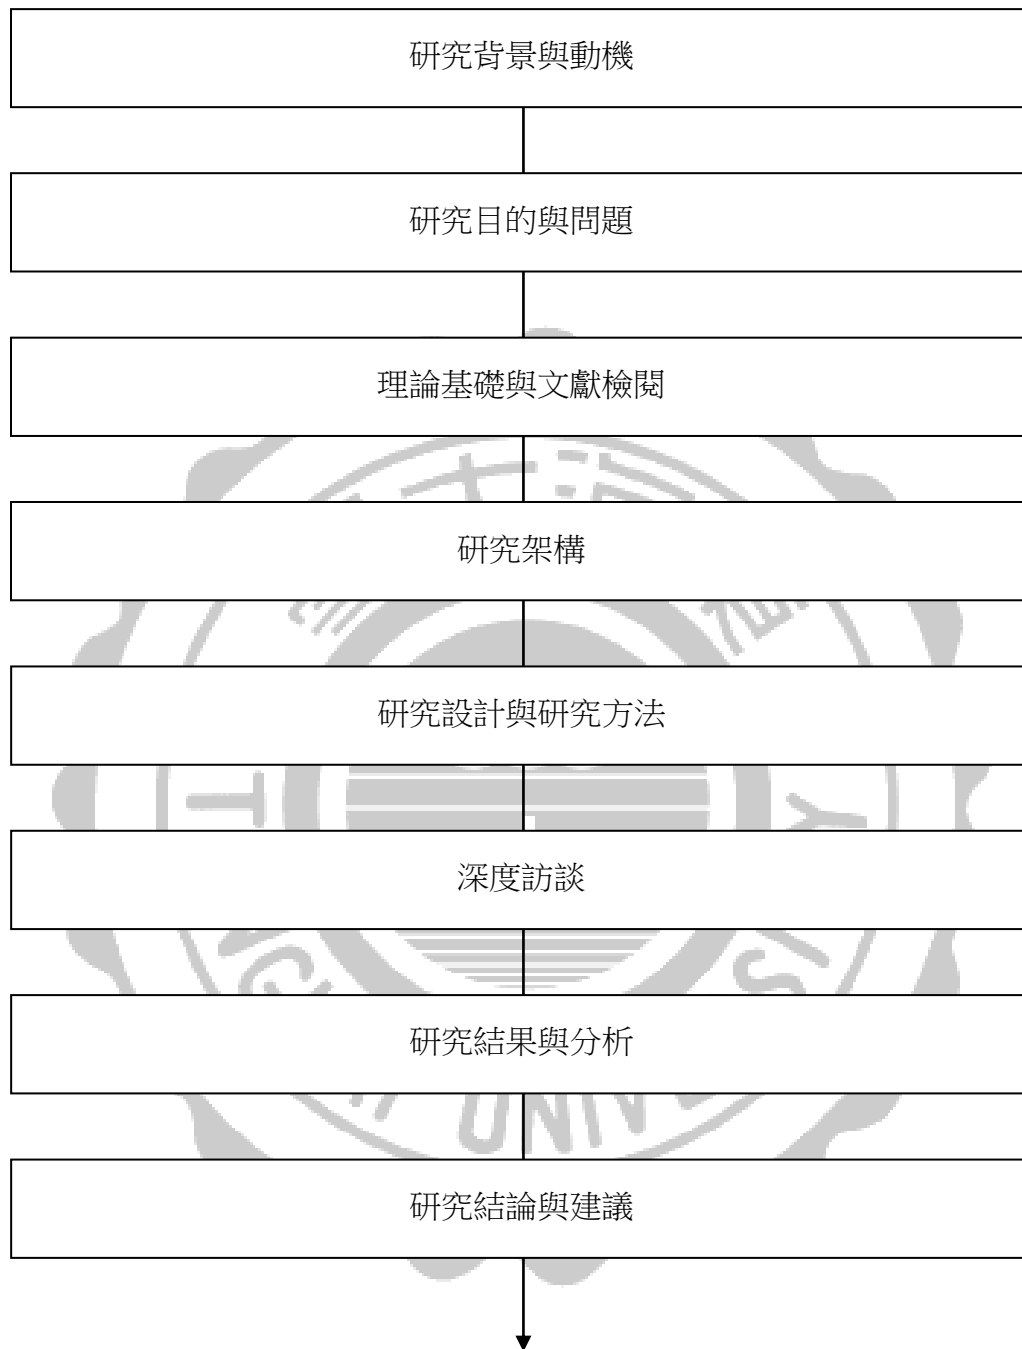 研究背景與動機
研究目的與問題
理論基礎與文獻檢閱
研究架構
研究設計與研究方法
深度訪談
研究結果與分析
研究結論與建議